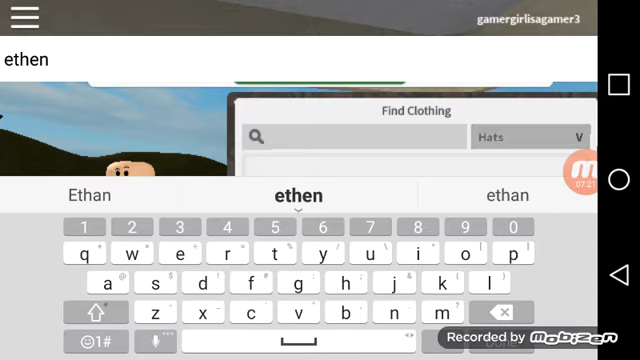 gamergirlisagamer3
ethen
Find Clothing
Hats V
07:21
Ethan ethen ethan
1 2 3 4 5 6 7 8 9 0
q w e r t y u i o p
a s d f g h j k l
z x c v b n m
☺1#
Recorded by Mobizen